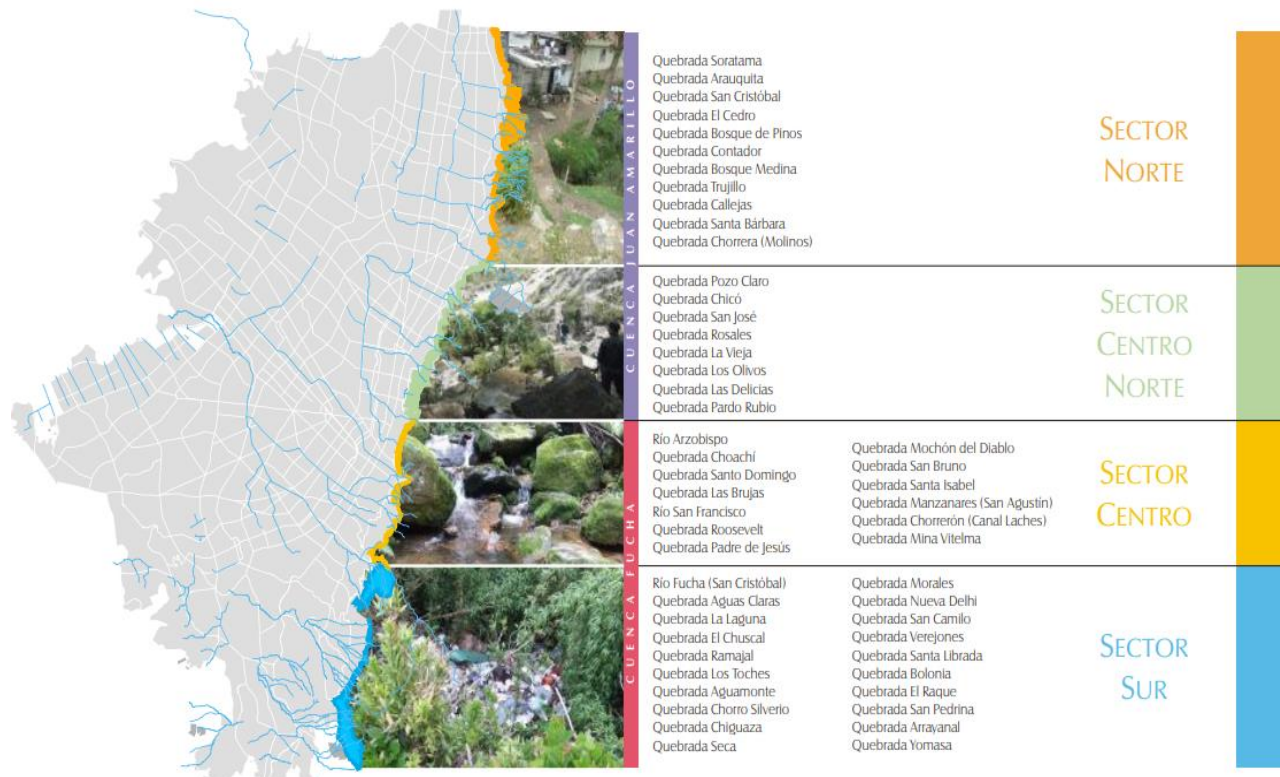 CUENCA JUAN AMARILLO
Quebrada Soratama
Quebrada Arauquita
Quebrada San Cristóbal
Quebrada El Cedro
Quebrada Bosque de Pinos
Quebrada Contador
Quebrada Bosque Medina
Quebrada Trujillo
Quebrada Callejas
Quebrada Santa Bárbara
Quebrada Chorrera (Molinos)
SECTOR
NORTE
Quebrada Pozo Claro
Quebrada Chicó
Quebrada San José
Quebrada Rosales
Quebrada La Vieja
Quebrada Los Olivos
Quebrada Las Delicias
Quebrada Pardo Rubio
SECTOR
CENTRO
NORTE
CUENCA FUCHA
Río Arzobispo
Quebrada Choachí
Quebrada Santo Domingo
Quebrada Las Brujas
Río San Francisco
Quebrada Roosevelt
Quebrada Padre de Jesús
Quebrada Mochón del Diablo
Quebrada San Bruno
Quebrada Santa Isabel
Quebrada Manzanares (San Agustín)
Quebrada Chorrerón (Canal Laches)
Quebrada Mina Vitelma
SECTOR
CENTRO
Río Fucha (San Cristóbal)
Quebrada Aguas Claras
Quebrada La Laguna
Quebrada El Chuscal
Quebrada Ramajal
Quebrada Los Toches
Quebrada Aguamonte
Quebrada Chorro Silverio
Quebrada Chiguaza
Quebrada Seca
Quebrada Morales
Quebrada Nueva Delhi
Quebrada San Camilo
Quebrada Verejones
Quebrada Santa Librada
Quebrada Bolonia
Quebrada El Raque
Quebrada San Pedrina
Quebrada Arrayanal
Quebrada Yomasa
SECTOR
SUR